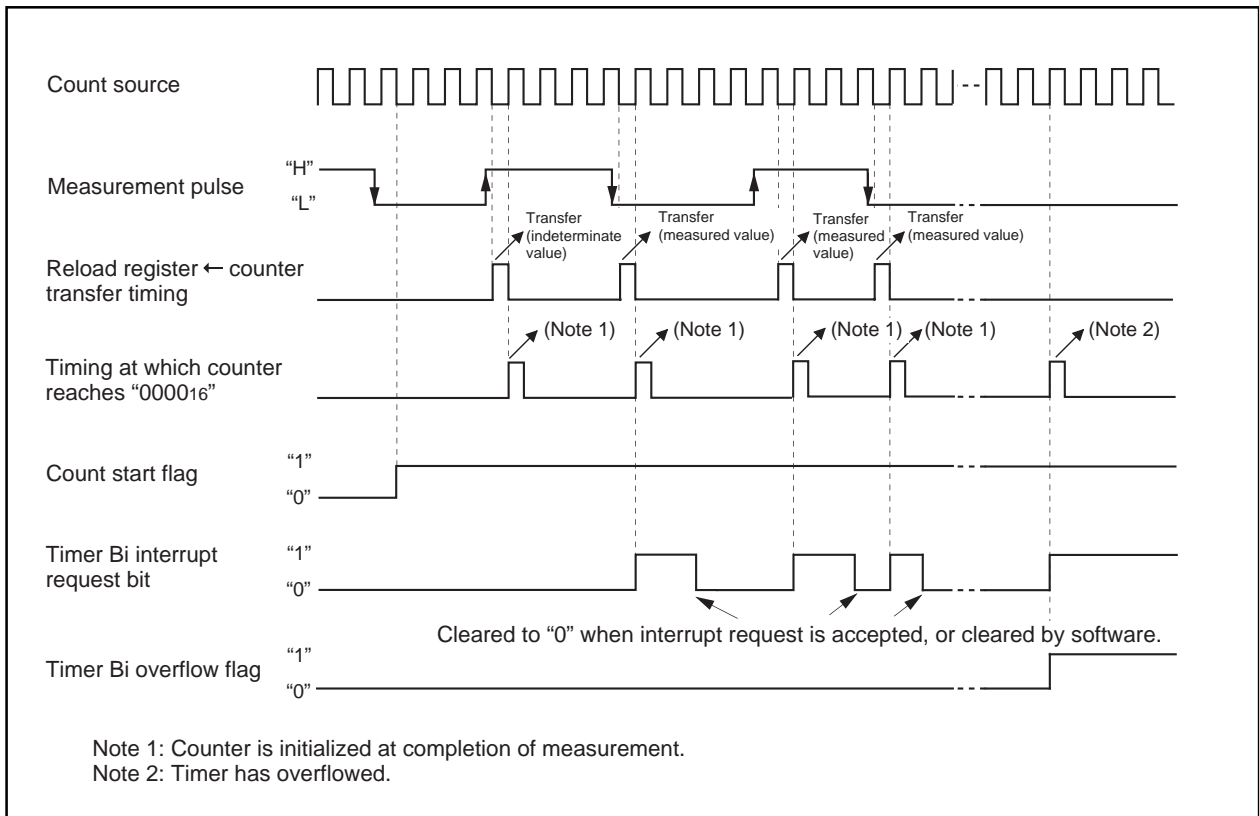 Count source
“H”
Measurement pulse
“L”
Transfer
(indeterminate
value)
Transfer
(measured value)
Transfer
(measured
value)
Transfer
(measured value)
Reload register ← counter
transfer timing
(Note 1)
(Note 1)
(Note 1)
(Note 1)
(Note 2)
Timing at which counter
reaches “000016”
“1”
Count start flag
“0”
“1”
Timer Bi interrupt
request bit
“0”
Cleared to “0” when interrupt request is accepted, or cleared by software.
“1”
Timer Bi overflow flag
“0”
Note 1: Counter is initialized at completion of measurement.
Note 2: Timer has overflowed.